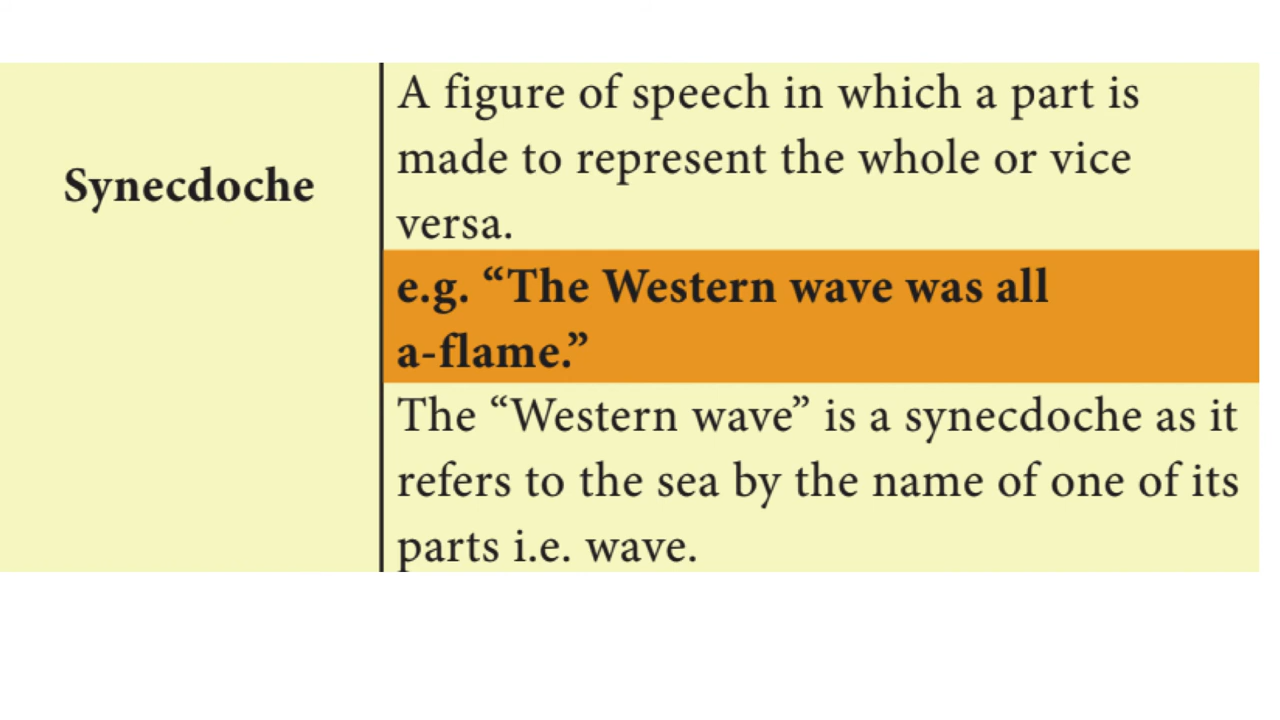 Synecdoche
A figure of speech in which a part is
made to represent the whole or vice
versa.
e.g. “The Western wave was all
a-flame.”
The “Western wave” is a synecdoche as it
refers to the sea by the name of one of its
parts i.e. wave.